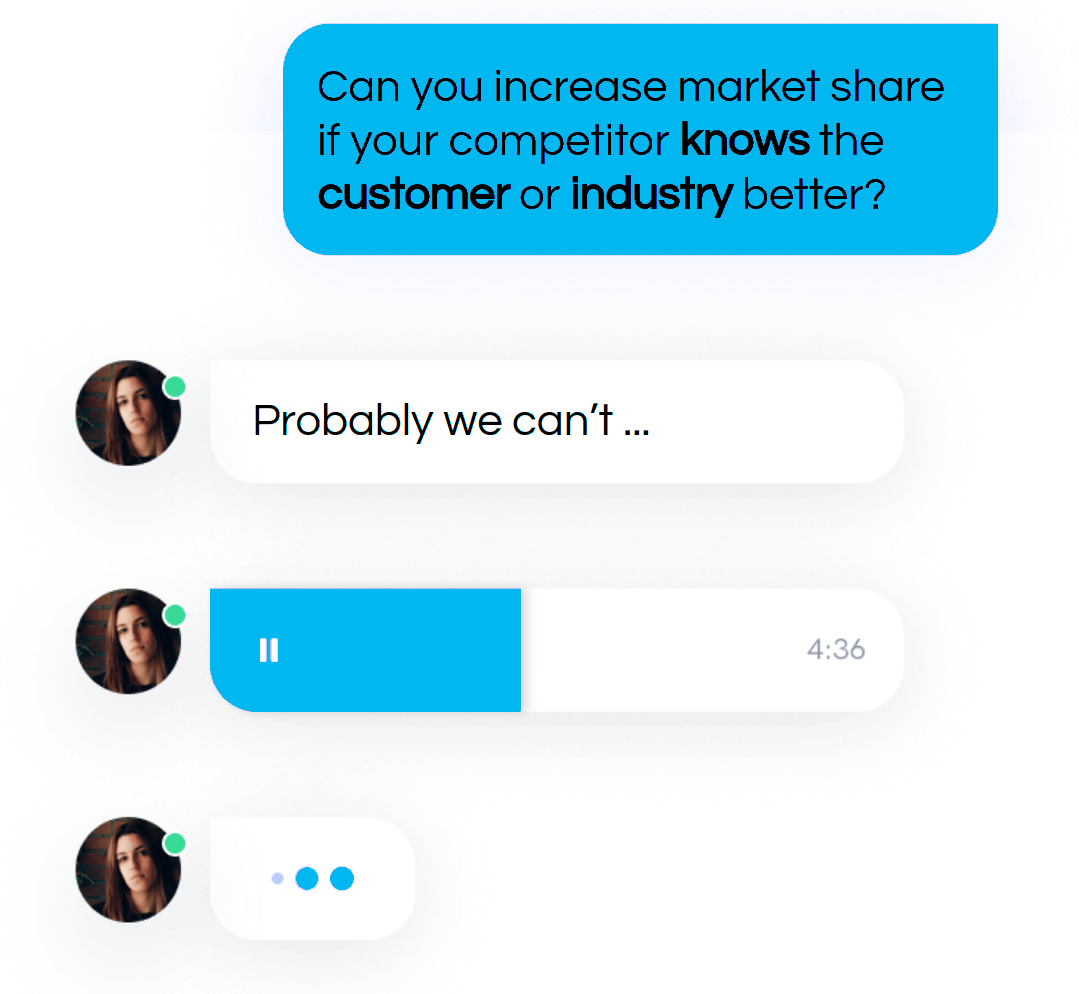 Can you increase market share
if your competitor knows the
customer or industry better?
Probably we can’t ...
4:36